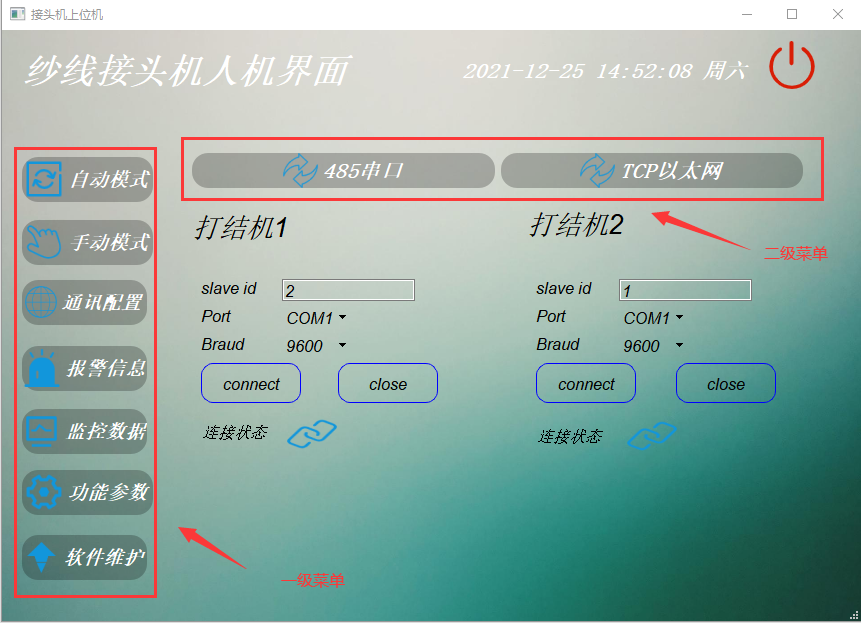 接头机上位机
纱线接头机人机界面
2021-12-25 14:52:08 周六
自动模式
手动模式
通讯配置
报警信息
监控数据
功能参数
软件维护
485串口
TCP以太网
二级菜单
打结机1
slave id 2
Port COM1
Braud 9600
connect close
连接状态
打结机2
slave id 1
Port COM1
Braud 9600
connect close
连接状态
一级菜单